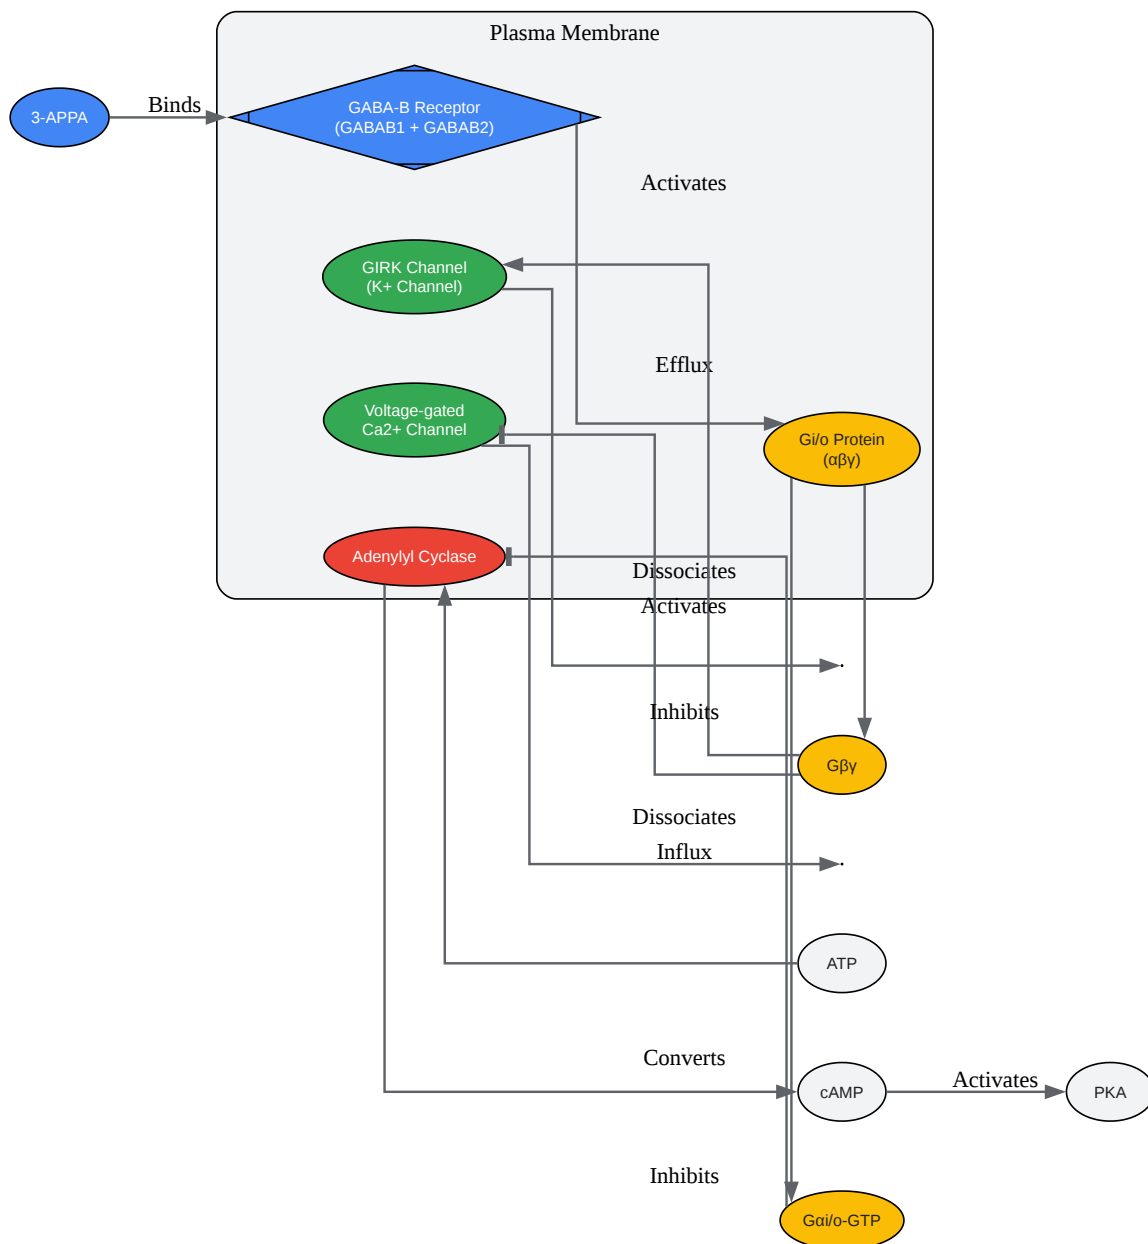 Plasma Membrane
3-APPA
Binds
GABA-B Receptor
(GABAB1 + GABAB2)
Activates
GIRK Channel
(K+ Channel)
Efflux
Voltage-gated
Ca2+ Channel
Gi/o Protein
(αβγ)
Adenylyl Cyclase
Dissociates
Activates
Inhibits
Gβγ
Dissociates
Influx
ATP
Converts
cAMP
Activates
PKA
Inhibits
Gαi/o-GTP